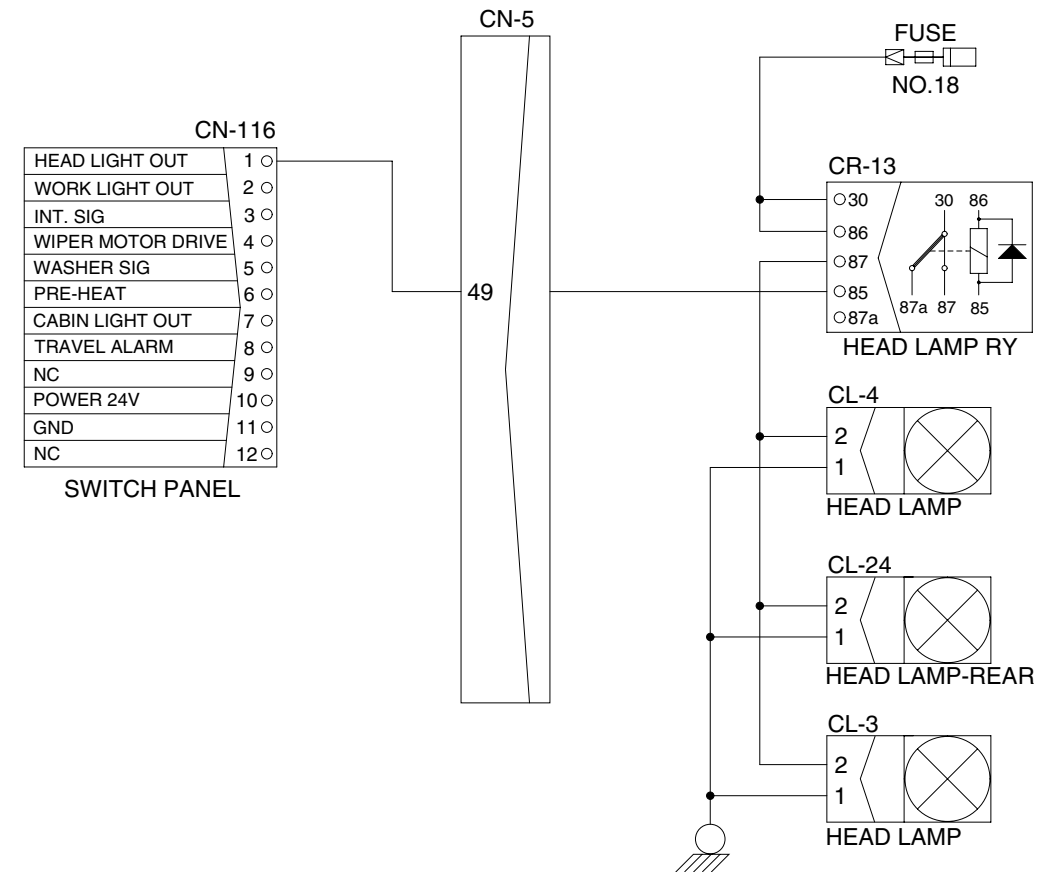 CN-5
FUSE
NO.18
CN-116
HEAD LIGHT OUT 1
WORK LIGHT OUT 2
INT. SIG 3
WIPER MOTOR DRIVE 4
WASHER SIG 5
PRE-HEAT 6
CABIN LIGHT OUT 7
TRAVEL ALARM 8
NC 9
POWER 24V 10
GND 11
NC 12
SWITCH PANEL
49
CR-13
30
86
87
85
87a
30 86
87a 87 85
HEAD LAMP RY
CL-4
2
1
HEAD LAMP
CL-24
2
1
HEAD LAMP-REAR
CL-3
2
1
HEAD LAMP